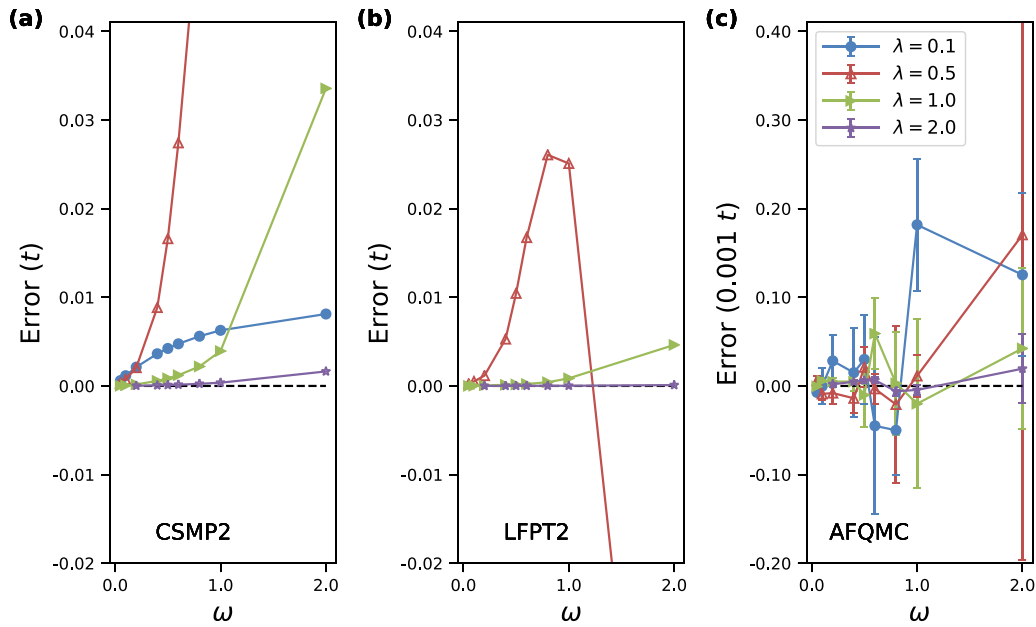 (a)
Error (t)
0.04
0.03
0.02
0.01
0.00
-0.01
-0.02
CSMP2
0.0
1.0
2.0
ω
(b)
Error (t)
0.04
0.03
0.02
0.01
0.00
-0.01
-0.02
LFPT2
0.0
1.0
2.0
ω
(c)
Error (0.001 t)
0.40
0.30
0.20
0.10
0.00
-0.10
-0.20
λ = 0.1
λ = 0.5
λ = 1.0
λ = 2.0
AFQMC
0.0
1.0
2.0
ω